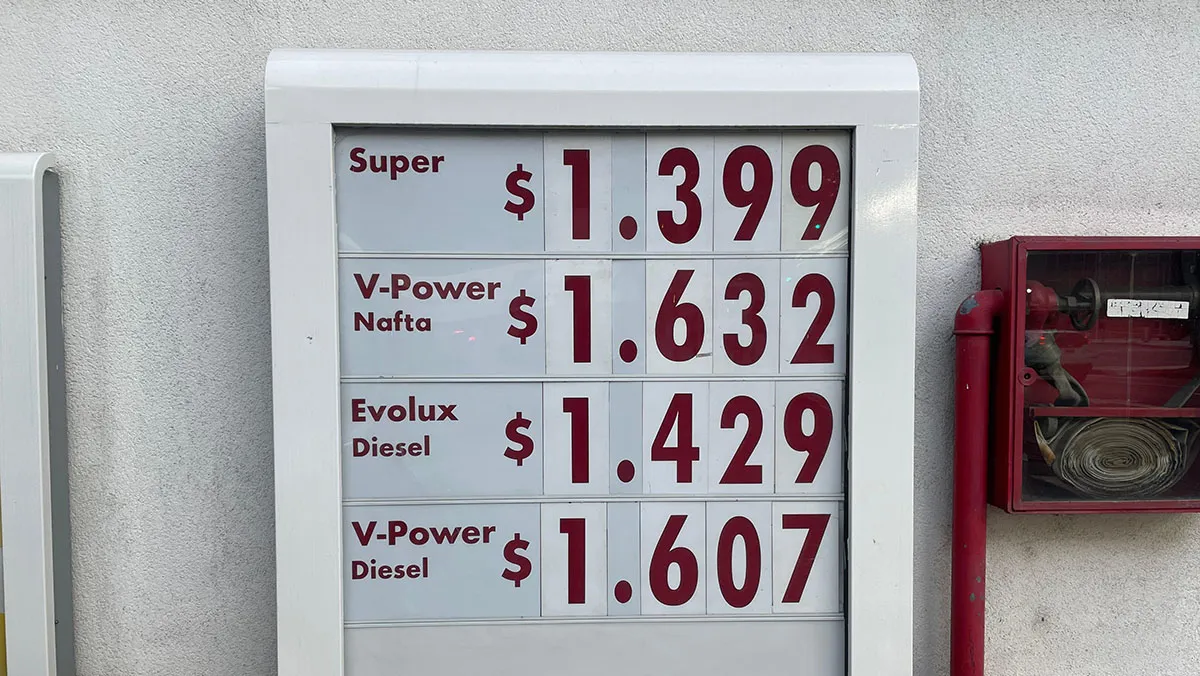 Super $ 1.399
V-Power
Nafta $ 1.632
Evolux
Diesel $ 1.429
V-Power
Diesel $ 1.607